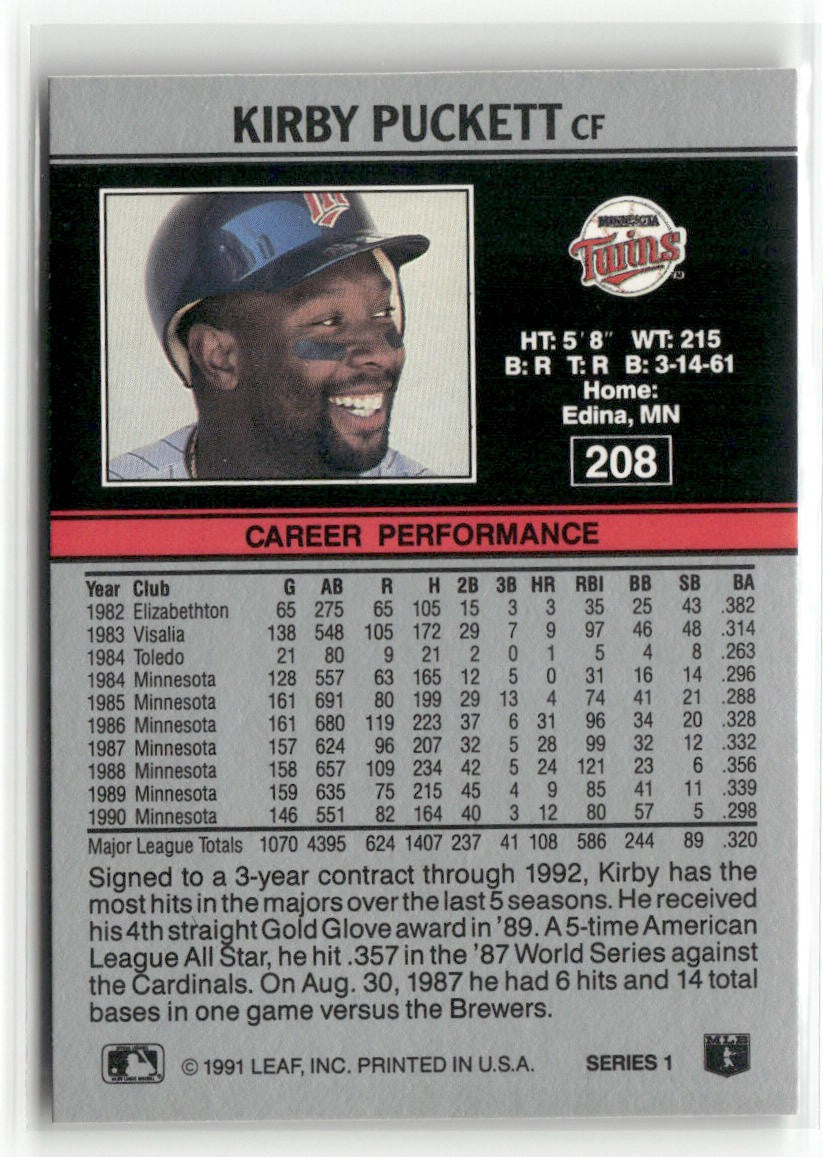 KIRBY PUCKETT CF
MINNESOTA
Twins
TM
HT: 5'8" WT: 215
B: R T: R B: 3-14-61
Home:
Edina, MN
208
CAREER PERFORMANCE
Year Club G AB R H 2B 3B HR RBI BB SB BA
1982 Elizabethton 65 275 65 105 15 3 3 35 25 43 .382
1983 Visalia 138 548 105 172 29 7 9 97 46 48 .314
1984 Toledo 21 80 9 21 2 0 1 5 4 8 .263
1984 Minnesota 128 557 63 165 12 5 0 31 16 14 .296
1985 Minnesota 161 691 80 199 29 13 4 74 41 21 .288
1986 Minnesota 161 680 119 223 37 6 31 96 34 20 .328
1987 Minnesota 157 624 96 207 32 5 28 99 32 12 .332
1988 Minnesota 158 657 109 234 42 5 24 121 23 6 .356
1989 Minnesota 159 635 75 215 45 4 9 85 41 11 .339
1990 Minnesota 146 551 82 164 40 3 12 80 57 5 .298
Major League Totals 1070 4395 624 1407 237 41 108 586 244 89 .320
Signed to a 3-year contract through 1992, Kirby has the
most hits in the majors over the last 5 seasons. He received
his 4th straight Gold Glove award in '89. A 5-time American
League All Star, he hit .357 in the '87 World Series against
the Cardinals. On Aug. 30, 1987 he had 6 hits and 14 total
bases in one game versus the Brewers.
© 1991 LEAF, INC. PRINTED IN U.S.A. SERIES 1
MLB